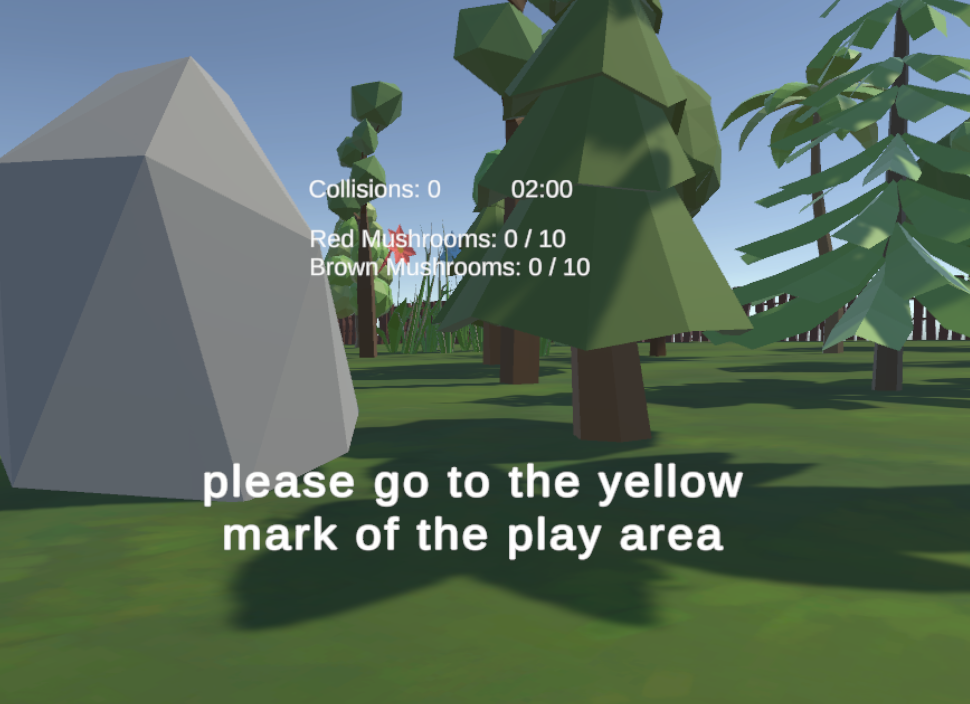 Collisions: 0 02:00
Red Mushrooms: 0 / 10
Brown Mushrooms: 0 / 10
please go to the yellow
mark of the play area